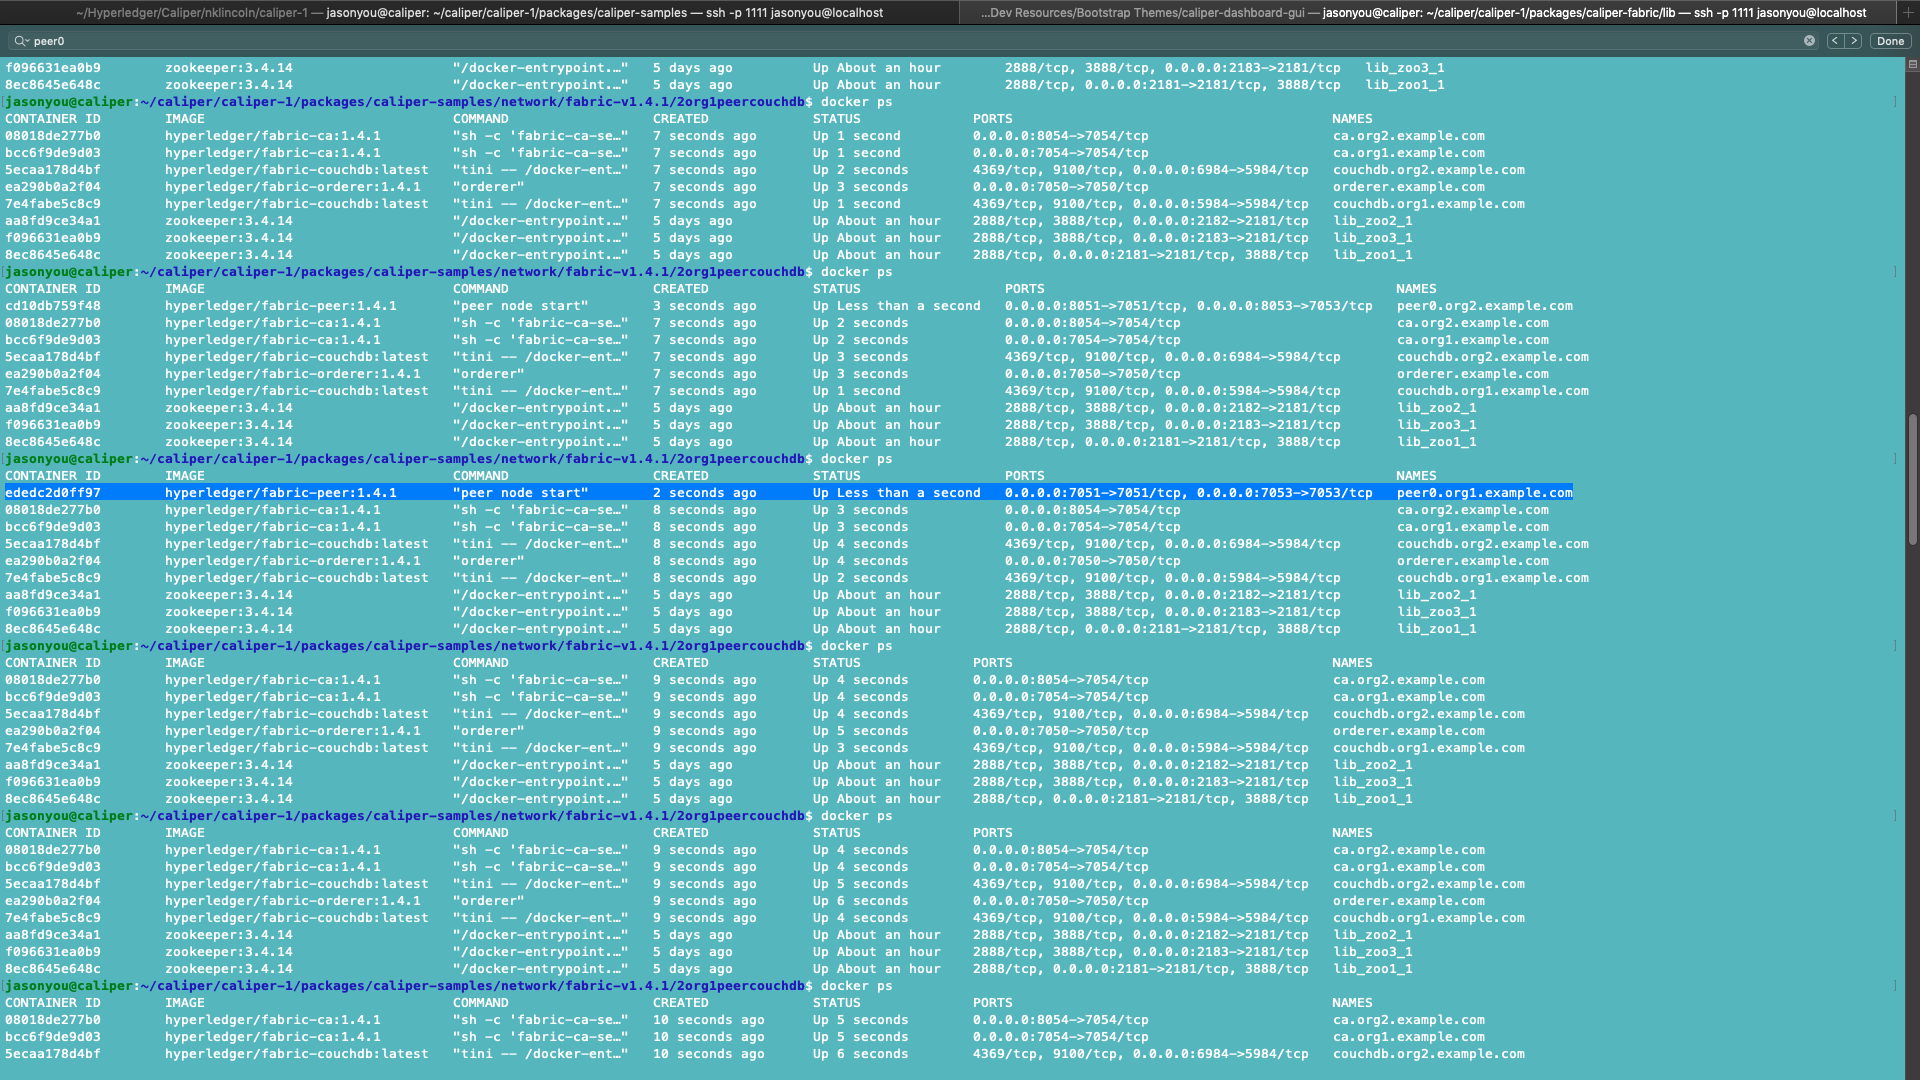 ~/Hyperledger/Caliper/nklincoln/caliper-1 — jasonyou@caliper: ~/caliper/caliper-1/packages/caliper-samples — ssh -p 1111 jasonyou@localhost
...Dev Resources/Bootstrap Themes/caliper-dashboard-gui — jasonyou@caliper: ~/caliper/caliper-1/packages/caliper-fabric/lib — ssh -p 1111 jasonyou@localhost
peer0 Done
f096631ea0b9 zookeeper:3.4.14 "/docker-entrypoint.…" 5 days ago Up About an hour 2888/tcp, 3888/tcp, 0.0.0.0:2183->2181/tcp lib_zoo3_1
8ec8645e648c zookeeper:3.4.14 "/docker-entrypoint.…" 5 days ago Up About an hour 2888/tcp, 0.0.0.0:2181->2181/tcp, 3888/tcp lib_zoo1_1
[jasonyou@caliper:~/caliper/caliper-1/packages/caliper-samples/network/fabric-v1.4.1/2org1peercouchdb$ docker ps ]
CONTAINER ID IMAGE COMMAND CREATED STATUS PORTS NAMES
08018de277b0 hyperledger/fabric-ca:1.4.1 "sh -c 'fabric-ca-se…" 7 seconds ago Up 1 second 0.0.0.0:8054->7054/tcp ca.org2.example.com
bcc6f9de9d03 hyperledger/fabric-ca:1.4.1 "sh -c 'fabric-ca-se…" 7 seconds ago Up 1 second 0.0.0.0:7054->7054/tcp ca.org1.example.com
5ecaa178d4bf hyperledger/fabric-couchdb:latest "tini -- /docker-ent…" 7 seconds ago Up 2 seconds 4369/tcp, 9100/tcp, 0.0.0.0:6984->5984/tcp couchdb.org2.example.com
ea290b0a2f04 hyperledger/fabric-orderer:1.4.1 "orderer" 7 seconds ago Up 3 seconds 0.0.0.0:7050->7050/tcp orderer.example.com
7e4fabe5c8c9 hyperledger/fabric-couchdb:latest "tini -- /docker-ent…" 7 seconds ago Up 1 second 4369/tcp, 9100/tcp, 0.0.0.0:5984->5984/tcp couchdb.org1.example.com
aa8fd9ce34a1 zookeeper:3.4.14 "/docker-entrypoint.…" 5 days ago Up About an hour 2888/tcp, 3888/tcp, 0.0.0.0:2182->2181/tcp lib_zoo2_1
f096631ea0b9 zookeeper:3.4.14 "/docker-entrypoint.…" 5 days ago Up About an hour 2888/tcp, 3888/tcp, 0.0.0.0:2183->2181/tcp lib_zoo3_1
8ec8645e648c zookeeper:3.4.14 "/docker-entrypoint.…" 5 days ago Up About an hour 2888/tcp, 0.0.0.0:2181->2181/tcp, 3888/tcp lib_zoo1_1
[jasonyou@caliper:~/caliper/caliper-1/packages/caliper-samples/network/fabric-v1.4.1/2org1peercouchdb$ docker ps ]
CONTAINER ID IMAGE COMMAND CREATED STATUS PORTS NAMES
cd10db759f48 hyperledger/fabric-peer:1.4.1 "peer node start" 3 seconds ago Up Less than a second 0.0.0.0:8051->7051/tcp, 0.0.0.0:8053->7053/tcp peer0.org2.example.com
08018de277b0 hyperledger/fabric-ca:1.4.1 "sh -c 'fabric-ca-se…" 7 seconds ago Up 2 seconds 0.0.0.0:8054->7054/tcp ca.org2.example.com
bcc6f9de9d03 hyperledger/fabric-ca:1.4.1 "sh -c 'fabric-ca-se…" 7 seconds ago Up 2 seconds 0.0.0.0:7054->7054/tcp ca.org1.example.com
5ecaa178d4bf hyperledger/fabric-couchdb:latest "tini -- /docker-ent…" 7 seconds ago Up 3 seconds 4369/tcp, 9100/tcp, 0.0.0.0:6984->5984/tcp couchdb.org2.example.com
ea290b0a2f04 hyperledger/fabric-orderer:1.4.1 "orderer" 7 seconds ago Up 3 seconds 0.0.0.0:7050->7050/tcp orderer.example.com
7e4fabe5c8c9 hyperledger/fabric-couchdb:latest "tini -- /docker-ent…" 7 seconds ago Up 1 second 4369/tcp, 9100/tcp, 0.0.0.0:5984->5984/tcp couchdb.org1.example.com
aa8fd9ce34a1 zookeeper:3.4.14 "/docker-entrypoint.…" 5 days ago Up About an hour 2888/tcp, 3888/tcp, 0.0.0.0:2182->2181/tcp lib_zoo2_1
f096631ea0b9 zookeeper:3.4.14 "/docker-entrypoint.…" 5 days ago Up About an hour 2888/tcp, 3888/tcp, 0.0.0.0:2183->2181/tcp lib_zoo3_1
8ec8645e648c zookeeper:3.4.14 "/docker-entrypoint.…" 5 days ago Up About an hour 2888/tcp, 0.0.0.0:2181->2181/tcp, 3888/tcp lib_zoo1_1
[jasonyou@caliper:~/caliper/caliper-1/packages/caliper-samples/network/fabric-v1.4.1/2org1peercouchdb$ docker ps ]
CONTAINER ID IMAGE COMMAND CREATED STATUS PORTS NAMES
ededc2d0ff97 hyperledger/fabric-peer:1.4.1 "peer node start" 2 seconds ago Up Less than a second 0.0.0.0:7051->7051/tcp, 0.0.0.0:7053->7053/tcp peer0.org1.example.com
08018de277b0 hyperledger/fabric-ca:1.4.1 "sh -c 'fabric-ca-se…" 8 seconds ago Up 3 seconds 0.0.0.0:8054->7054/tcp ca.org2.example.com
bcc6f9de9d03 hyperledger/fabric-ca:1.4.1 "sh -c 'fabric-ca-se…" 8 seconds ago Up 3 seconds 0.0.0.0:7054->7054/tcp ca.org1.example.com
5ecaa178d4bf hyperledger/fabric-couchdb:latest "tini -- /docker-ent…" 8 seconds ago Up 4 seconds 4369/tcp, 9100/tcp, 0.0.0.0:6984->5984/tcp couchdb.org2.example.com
ea290b0a2f04 hyperledger/fabric-orderer:1.4.1 "orderer" 8 seconds ago Up 4 seconds 0.0.0.0:7050->7050/tcp orderer.example.com
7e4fabe5c8c9 hyperledger/fabric-couchdb:latest "tini -- /docker-ent…" 8 seconds ago Up 2 seconds 4369/tcp, 9100/tcp, 0.0.0.0:5984->5984/tcp couchdb.org1.example.com
aa8fd9ce34a1 zookeeper:3.4.14 "/docker-entrypoint.…" 5 days ago Up About an hour 2888/tcp, 3888/tcp, 0.0.0.0:2182->2181/tcp lib_zoo2_1
f096631ea0b9 zookeeper:3.4.14 "/docker-entrypoint.…" 5 days ago Up About an hour 2888/tcp, 3888/tcp, 0.0.0.0:2183->2181/tcp lib_zoo3_1
8ec8645e648c zookeeper:3.4.14 "/docker-entrypoint.…" 5 days ago Up About an hour 2888/tcp, 0.0.0.0:2181->2181/tcp, 3888/tcp lib_zoo1_1
[jasonyou@caliper:~/caliper/caliper-1/packages/caliper-samples/network/fabric-v1.4.1/2org1peercouchdb$ docker ps ]
CONTAINER ID IMAGE COMMAND CREATED STATUS PORTS NAMES
08018de277b0 hyperledger/fabric-ca:1.4.1 "sh -c 'fabric-ca-se…" 9 seconds ago Up 4 seconds 0.0.0.0:8054->7054/tcp ca.org2.example.com
bcc6f9de9d03 hyperledger/fabric-ca:1.4.1 "sh -c 'fabric-ca-se…" 9 seconds ago Up 4 seconds 0.0.0.0:7054->7054/tcp ca.org1.example.com
5ecaa178d4bf hyperledger/fabric-couchdb:latest "tini -- /docker-ent…" 9 seconds ago Up 4 seconds 4369/tcp, 9100/tcp, 0.0.0.0:6984->5984/tcp couchdb.org2.example.com
ea290b0a2f04 hyperledger/fabric-orderer:1.4.1 "orderer" 9 seconds ago Up 5 seconds 0.0.0.0:7050->7050/tcp orderer.example.com
7e4fabe5c8c9 hyperledger/fabric-couchdb:latest "tini -- /docker-ent…" 9 seconds ago Up 3 seconds 4369/tcp, 9100/tcp, 0.0.0.0:5984->5984/tcp couchdb.org1.example.com
aa8fd9ce34a1 zookeeper:3.4.14 "/docker-entrypoint.…" 5 days ago Up About an hour 2888/tcp, 3888/tcp, 0.0.0.0:2182->2181/tcp lib_zoo2_1
f096631ea0b9 zookeeper:3.4.14 "/docker-entrypoint.…" 5 days ago Up About an hour 2888/tcp, 3888/tcp, 0.0.0.0:2183->2181/tcp lib_zoo3_1
8ec8645e648c zookeeper:3.4.14 "/docker-entrypoint.…" 5 days ago Up About an hour 2888/tcp, 0.0.0.0:2181->2181/tcp, 3888/tcp lib_zoo1_1
[jasonyou@caliper:~/caliper/caliper-1/packages/caliper-samples/network/fabric-v1.4.1/2org1peercouchdb$ docker ps ]
CONTAINER ID IMAGE COMMAND CREATED STATUS PORTS NAMES
08018de277b0 hyperledger/fabric-ca:1.4.1 "sh -c 'fabric-ca-se…" 9 seconds ago Up 4 seconds 0.0.0.0:8054->7054/tcp ca.org2.example.com
bcc6f9de9d03 hyperledger/fabric-ca:1.4.1 "sh -c 'fabric-ca-se…" 9 seconds ago Up 4 seconds 0.0.0.0:7054->7054/tcp ca.org1.example.com
5ecaa178d4bf hyperledger/fabric-couchdb:latest "tini -- /docker-ent…" 9 seconds ago Up 5 seconds 4369/tcp, 9100/tcp, 0.0.0.0:6984->5984/tcp couchdb.org2.example.com
ea290b0a2f04 hyperledger/fabric-orderer:1.4.1 "orderer" 9 seconds ago Up 6 seconds 0.0.0.0:7050->7050/tcp orderer.example.com
7e4fabe5c8c9 hyperledger/fabric-couchdb:latest "tini -- /docker-ent…" 9 seconds ago Up 4 seconds 4369/tcp, 9100/tcp, 0.0.0.0:5984->5984/tcp couchdb.org1.example.com
aa8fd9ce34a1 zookeeper:3.4.14 "/docker-entrypoint.…" 5 days ago Up About an hour 2888/tcp, 3888/tcp, 0.0.0.0:2182->2181/tcp lib_zoo2_1
f096631ea0b9 zookeeper:3.4.14 "/docker-entrypoint.…" 5 days ago Up About an hour 2888/tcp, 3888/tcp, 0.0.0.0:2183->2181/tcp lib_zoo3_1
8ec8645e648c zookeeper:3.4.14 "/docker-entrypoint.…" 5 days ago Up About an hour 2888/tcp, 0.0.0.0:2181->2181/tcp, 3888/tcp lib_zoo1_1
[jasonyou@caliper:~/caliper/caliper-1/packages/caliper-samples/network/fabric-v1.4.1/2org1peercouchdb$ docker ps ]
CONTAINER ID IMAGE COMMAND CREATED STATUS PORTS NAMES
08018de277b0 hyperledger/fabric-ca:1.4.1 "sh -c 'fabric-ca-se…" 10 seconds ago Up 5 seconds 0.0.0.0:8054->7054/tcp ca.org2.example.com
bcc6f9de9d03 hyperledger/fabric-ca:1.4.1 "sh -c 'fabric-ca-se…" 10 seconds ago Up 5 seconds 0.0.0.0:7054->7054/tcp ca.org1.example.com
5ecaa178d4bf hyperledger/fabric-couchdb:latest "tini -- /docker-ent…" 10 seconds ago Up 6 seconds 4369/tcp, 9100/tcp, 0.0.0.0:6984->5984/tcp couchdb.org2.example.com